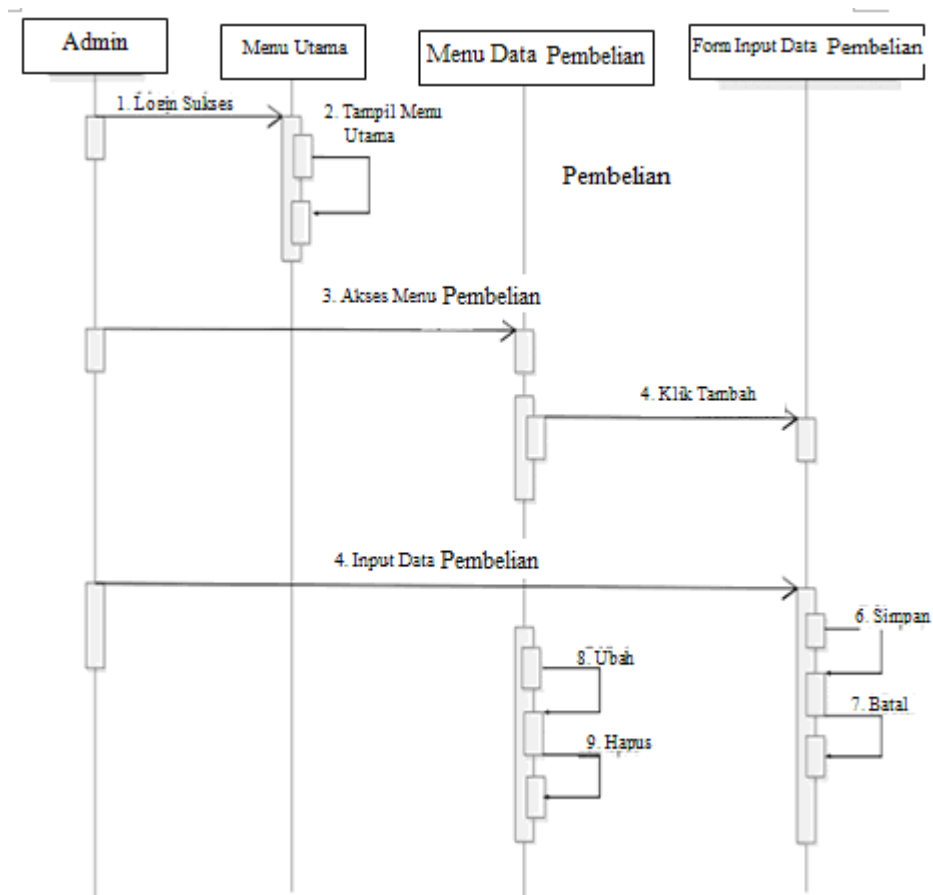 Admin
Menu Utama
Menu Data Pembelian
Form Input Data Pembelian
1. Login Sukses
2. Tampil Menu
Utama
Pembelian
3. Akses Menu Pembelian
4. Klik Tambah
4. Input Data Pembelian
6. Simpan
8. Ubah
7. Batal
9. Hapus